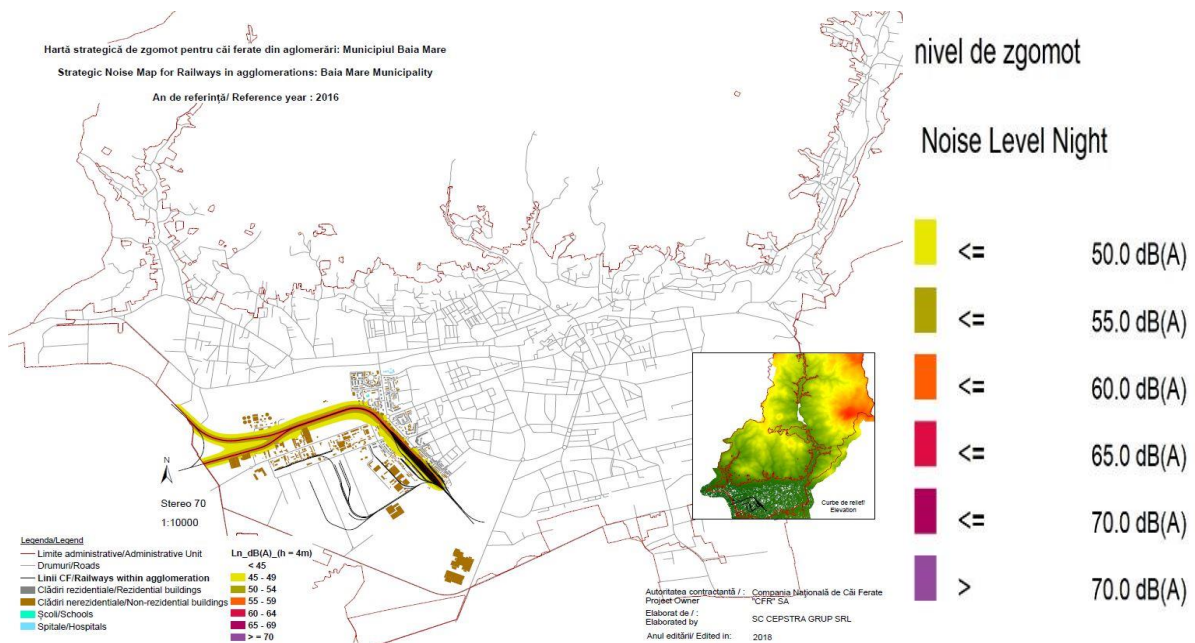 Hartă strategică de zgomot pentru căi ferate din aglomerări: Municipiul Baia Mare
Strategic Noise Map for Railways in agglomerations: Baia Mare Municipality
An de referință/ Reference year : 2016
nivel de zgomot
Noise Level Night
<= 50.0 dB(A)
<= 55.0 dB(A)
<= 60.0 dB(A)
<= 65.0 dB(A)
<= 70.0 dB(A)
> 70.0 dB(A)
N
Stereo 70
1:10000
Curbe de relief/
Elevation
Legenda/Legend
Limite administrative/Administrative Unit
Drumuri/Roads
Linii CF/Railways within agglomeration
Clădiri rezidentiale/Rezidential buildings
Clădiri nerezidentiale/Non-rezidential buildings
Școli/Schools
Spitale/Hospitals
Ln_dB(A)_(h = 4m)
< 45
45 - 49
50 - 54
55 - 59
60 - 64
65 - 69
> = 70
Autoritatea contractantă / : Compania Națională de Căi Ferate
Project Owner "CFR" SA
Elaborat de / :
Elaborated by SC CEPSTRA GRUP SRL
Anul editării/ Edited in: 2018